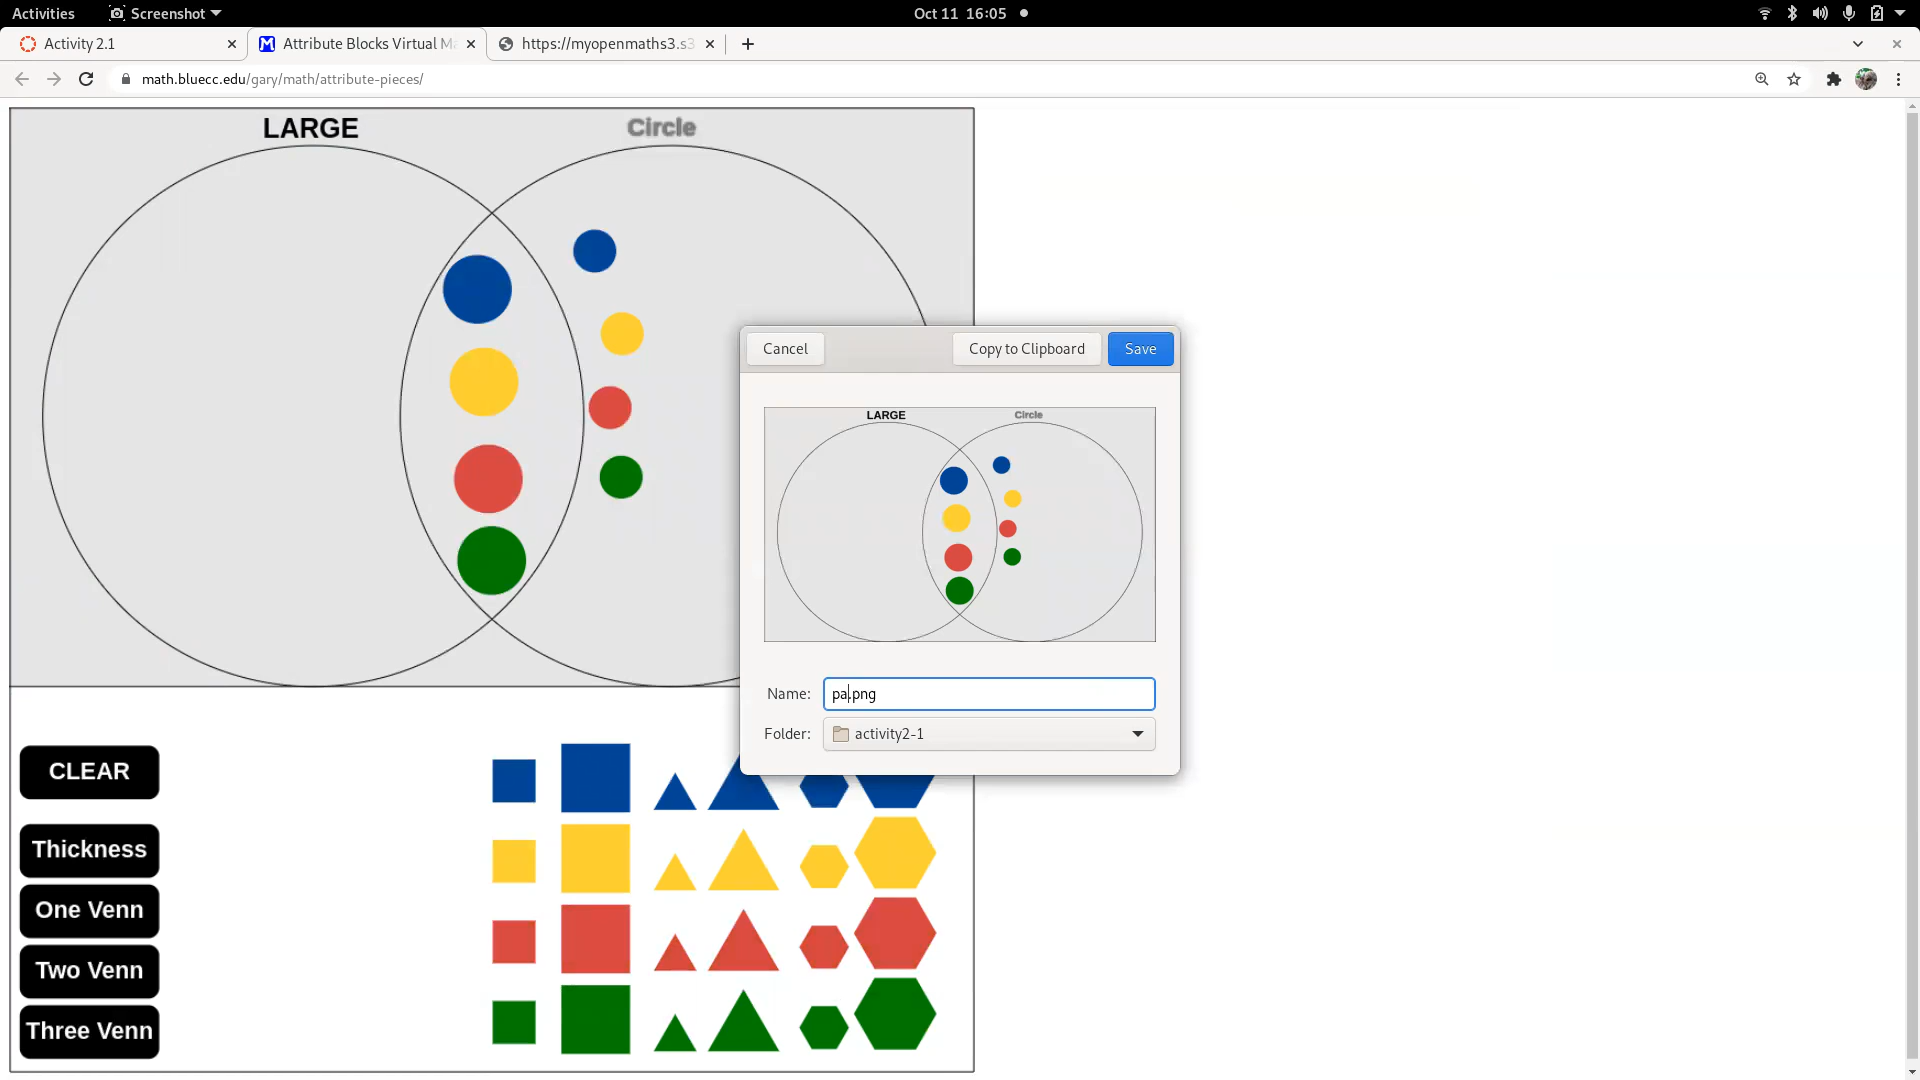 Activities
Screenshot
Oct 11 16:05
Activity 2.1
Attribute Blocks Virtual Ma
https://myopenmaths3.s3
math.bluecc.edu/gary/math/attribute-pieces/
LARGE
Circle
Cancel
Copy to Clipboard
Save
LARGE
Circle
Name:
pa.png
Folder:
activity2-1
CLEAR
Thickness
One Venn
Two Venn
Three Venn